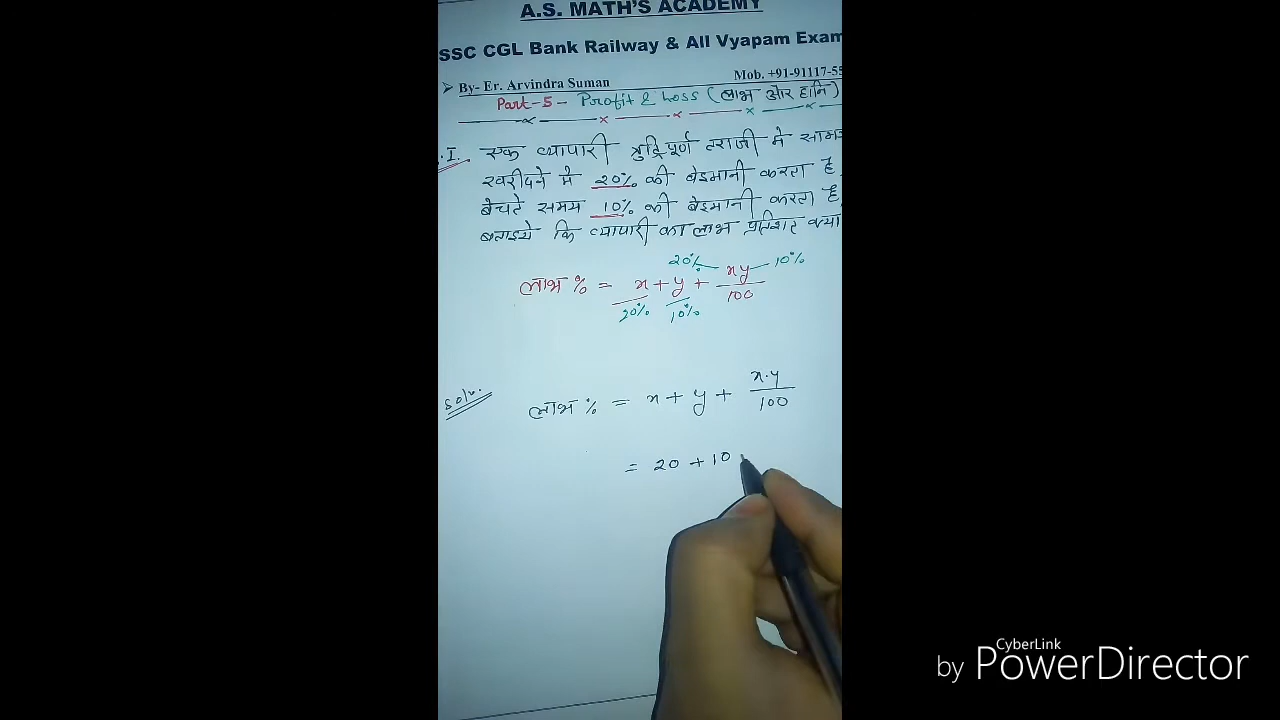 A.S. MATH'S ACADEMY
SSC CGL Bank Railway & All Vyapam Exam
➤ By- Er. Arvindra Suman Mob. +91-91117-55
Part-5 - Profit & Loss (लाभ और हानि)
.I. एक व्यापारी त्रुटिपूर्ण तराजी मे साम
खरीदने मे 20% की बेइमानी करता है
बेचते समय 10% की बेइमानी करता है
बताइये कि व्यापारी का लाभ प्रतिशत क्या
20% 10%
लाभ % = x + y + xy/100
20% 10%
Solu. लाभ % = x + y + x.y/100
= 20 + 10
CyberLink
by PowerDirector